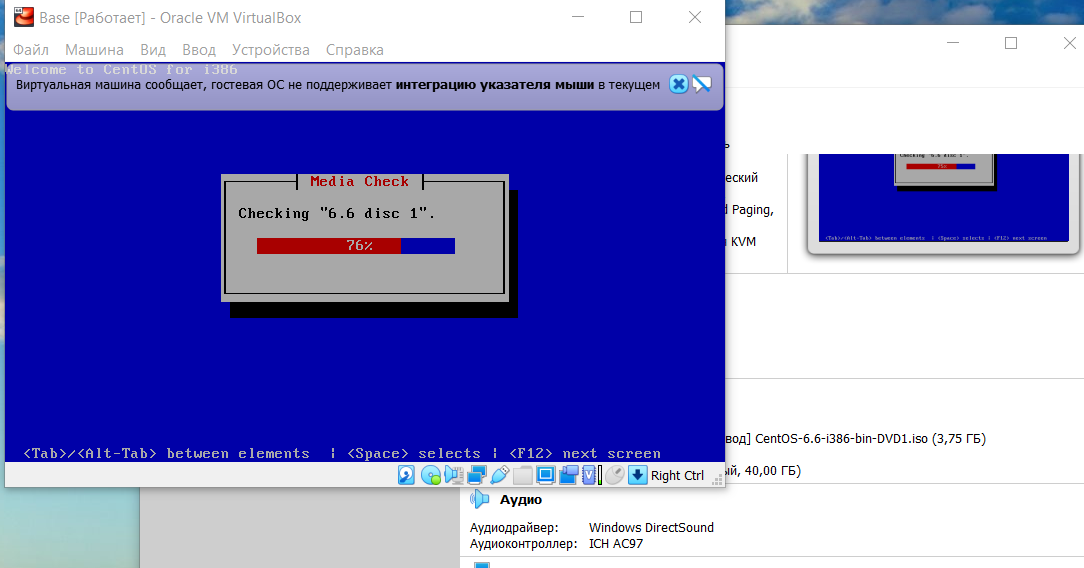 Base [Работает] - Oracle VM VirtualBox
Файл Машина Вид Ввод Устройства Справка
Welcome to CentOS for i386
Виртуальная машина сообщает, гостевая ОС не поддерживает интеграцию указателя мыши в текущем
Media Check
Checking "6.6 disc 1".
76%
<Tab>/<Alt-Tab> between elements | <Space> selects | <F12> next screen
Right Ctrl
еский
d Paging,
KVM
Checking "6.6 disc 1".
75%
<Tab>/<Alt-Tab> between elements | <Space> selects | <F12> next screen
вод] CentOS-6.6-i386-bin-DVD1.iso (3,75 ГБ)
ый, 40,00 ГБ)
Аудио
Аудиодрайвер: Windows DirectSound
Аудиоконтроллер: ICH AC97